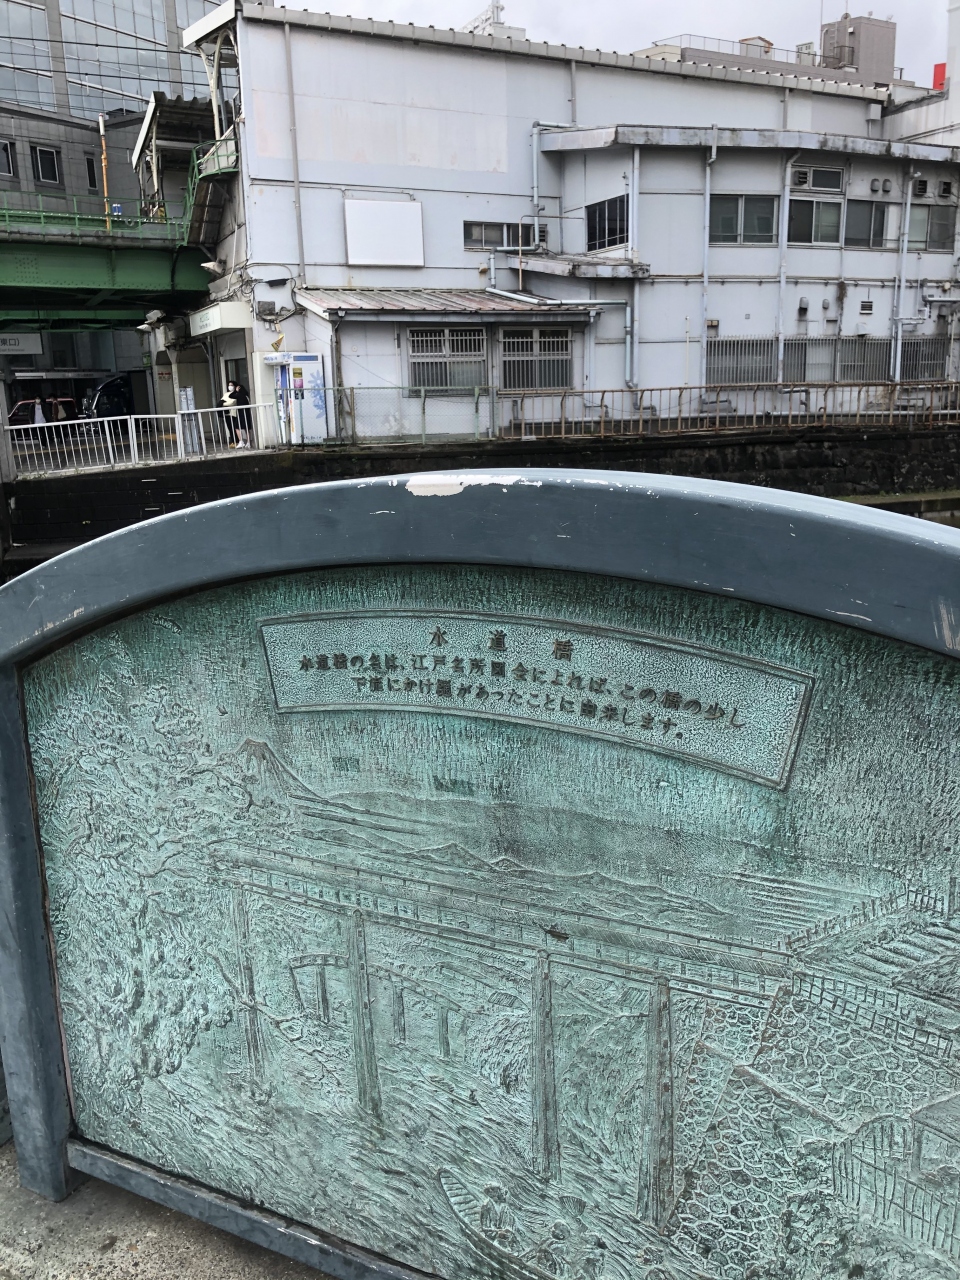 東口)
水道橋
水道橋の名は、江戸名所図会によれば、この橋の少し
下流にかけ樋があったことに由来します。